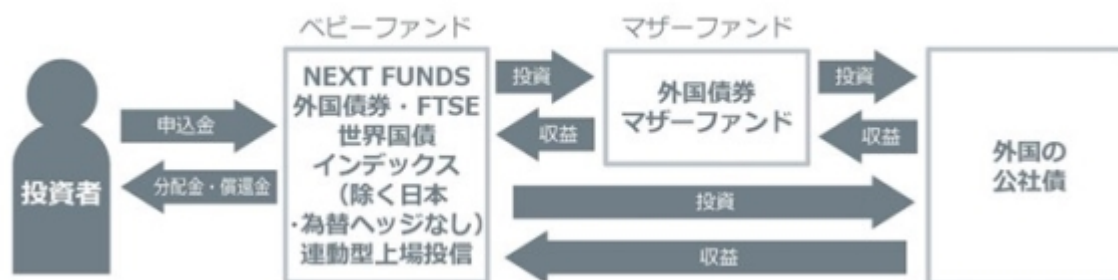 ベビーファンド
マザーファンド
投資者
申込金
分配金・償還金
NEXT FUNDS
外国債券・FTSE
世界国債
インデックス
（除く日本
・為替ヘッジなし）
連動型上場投信
投資
収益
外国債券
マザーファンド
投資
収益
投資
収益
外国の
公社債